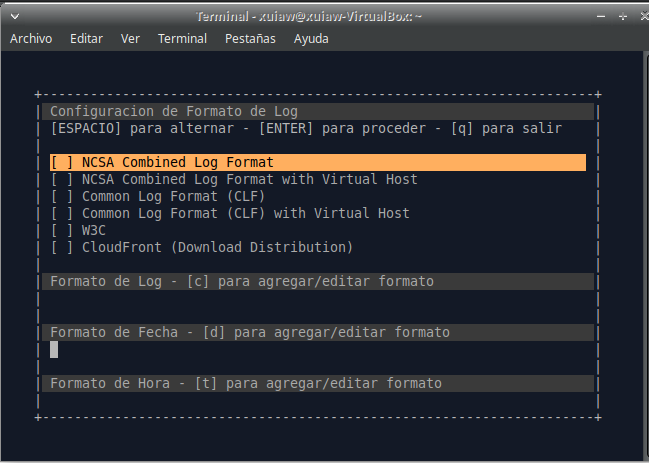 Terminal - xuiaw@xuiaw-VirtualBox: ~
Archivo Editar Ver Terminal Pestañas Ayuda
Configuracion de Formato de Log
[ESPACIO] para alternar - [ENTER] para proceder - [q] para salir
[ ] NCSA Combined Log Format
[ ] NCSA Combined Log Format with Virtual Host
[ ] Common Log Format (CLF)
[ ] Common Log Format (CLF) with Virtual Host
[ ] W3C
[ ] CloudFront (Download Distribution)
Formato de Log - [c] para agregar/editar formato
Formato de Fecha - [d] para agregar/editar formato
Formato de Hora - [t] para agregar/editar formato